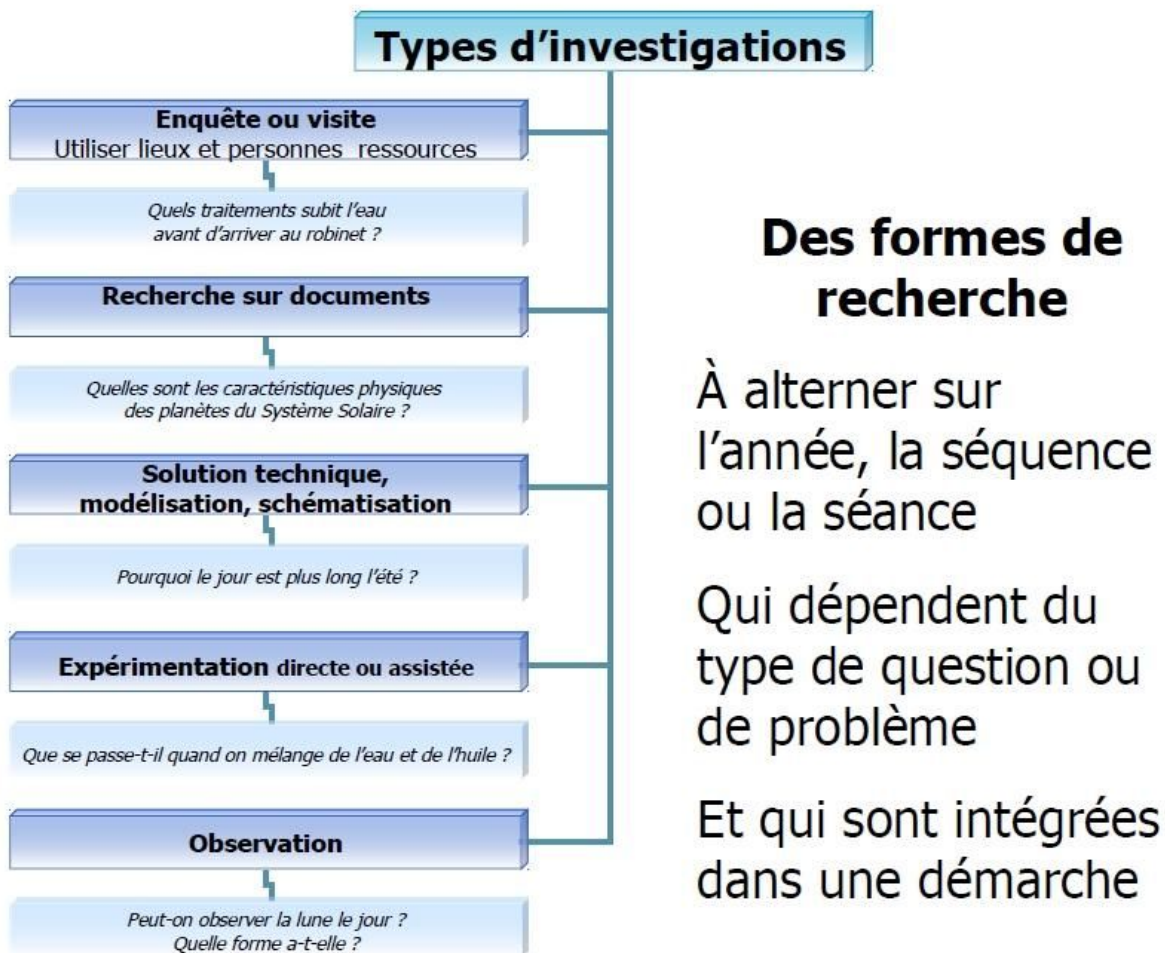 Types d'investigations
Enquête ou visite
Utiliser lieux et personnes ressources
Quels traitements subit l'eau
avant d'arriver au robinet ?
Recherche sur documents
Quelles sont les caractéristiques physiques
des planètes du Système Solaire ?
Solution technique,
modélisation, schématisation
Pourquoi le jour est plus long l'été ?
Expérimentation directe ou assistée
Que se passe-t-il quand on mélange de l'eau et de l'huile ?
Observation
Peut-on observer la lune le jour ?
Quelle forme a-t-elle ?
Des formes de
recherche
À alterner sur
l'année, la séquence
ou la séance
Qui dépendent du
type de question ou
de problème
Et qui sont intégrées
dans une démarche